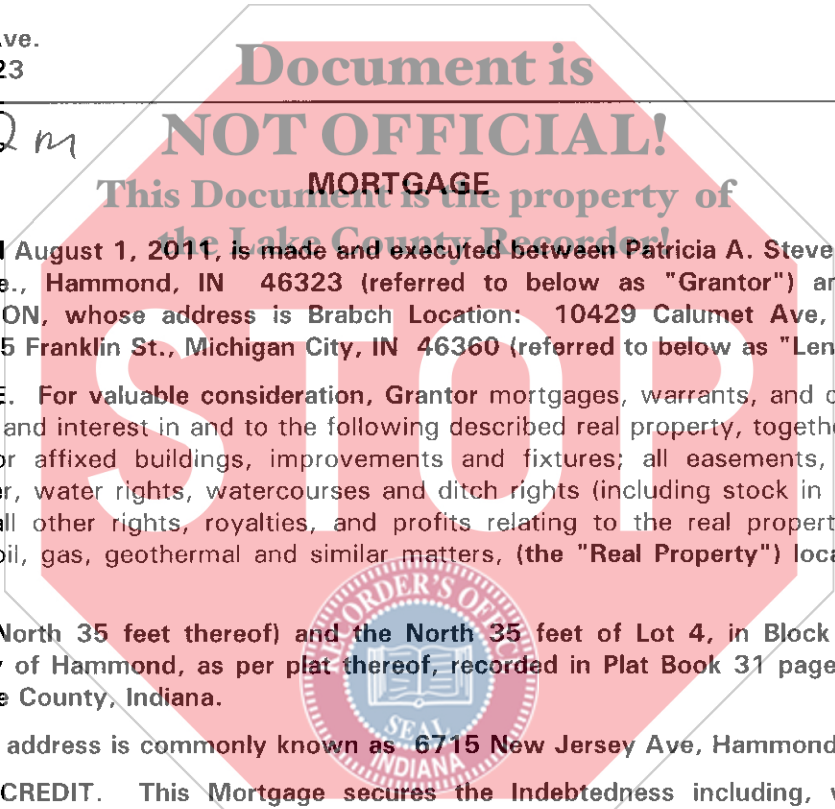 Ave.
23
Document is
NOT OFFICIAL!
This Document is the property of
the Lake County Recorder!
2 m
MORTGAGE
August 1, 2011, is made and executed between Patricia A. Steve
e., Hammond, IN 46323 (referred to below as "Grantor") an
ON, whose address is Brabch Location: 10429 Calumet Ave,
5 Franklin St., Michigan City, IN 46360 (referred to below as "Len
E. For valuable consideration, Grantor mortgages, warrants, and c
and interest in and to the following described real property, togethe
or affixed buildings, improvements and fixtures; all easements,
r, water rights, watercourses and ditch rights (including stock in
all other rights, royalties, and profits relating to the real propert
oil, gas, geothermal and similar matters, (the "Real Property") loca
STOP
North 35 feet thereof) and the North 35 feet of Lot 4, in Block
y of Hammond, as per plat thereof, recorded in Plat Book 31 page
e County, Indiana.
RECORDER'S OFFICE
SEAL
INDIANA
address is commonly known as 6715 New Jersey Ave, Hammond
CREDIT. This Mortgage secures the Indebtedness including,